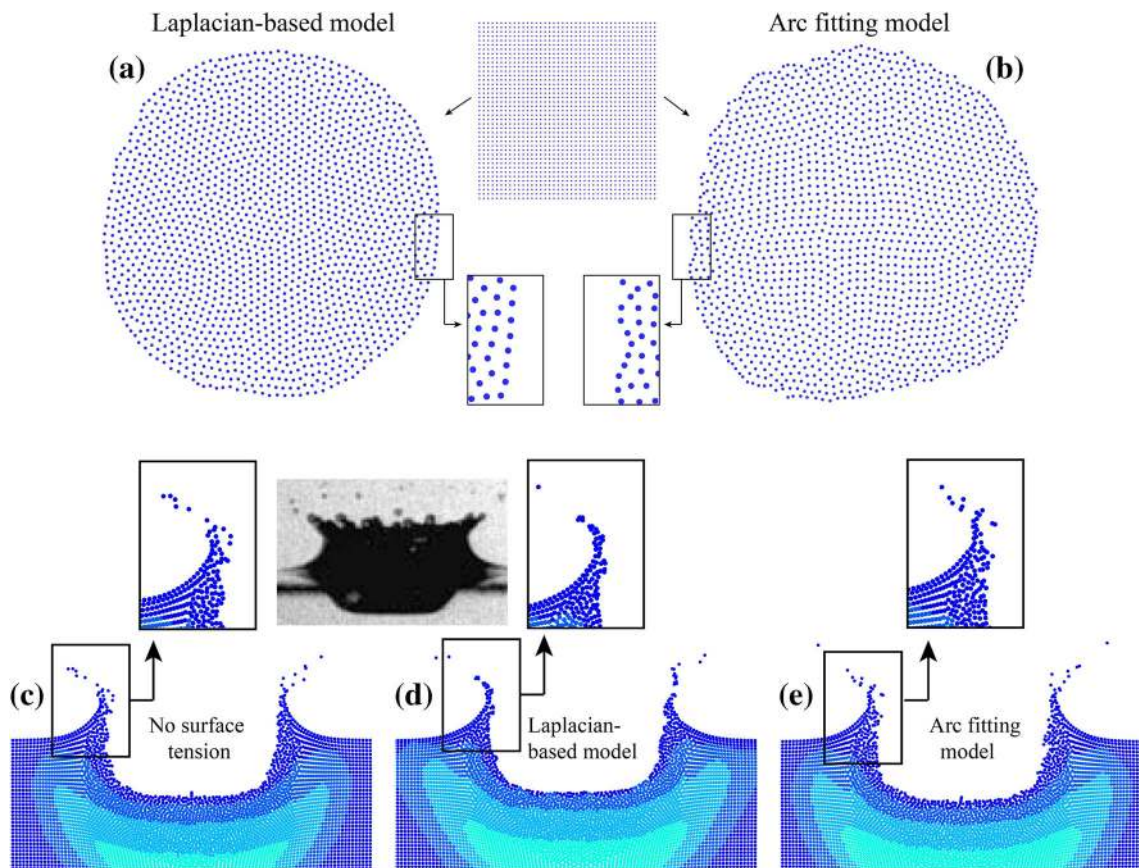 Laplacian-based model
Arc fitting model
(a)
(b)
(c)
No surface
tension
(d)
Laplacian-
based model
(e)
Arc fitting
model